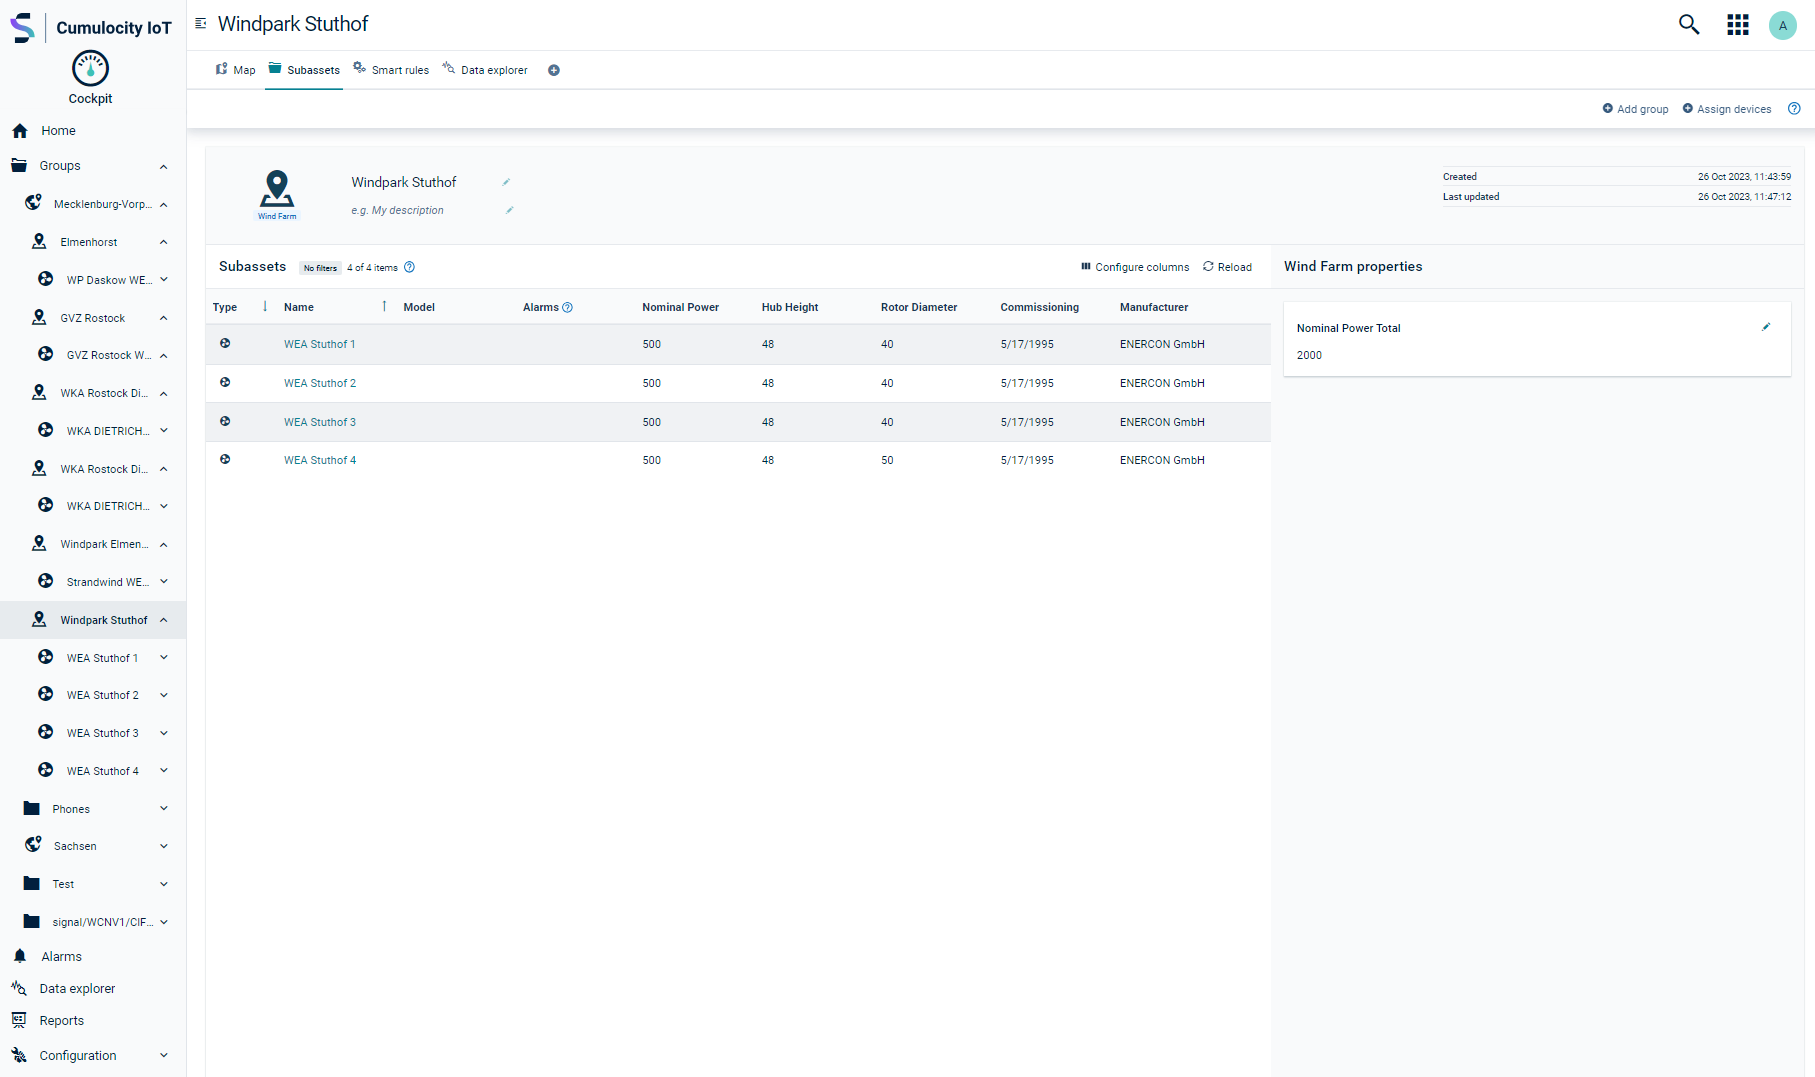 Cumulocity IoT
Cockpit
Home
Groups
Mecklenburg-Vorp...
Elmenhorst
WP Daskow WE...
GVZ Rostock
GVZ Rostock W...
WKA Rostock Di...
WKA DIETRICH...
WKA Rostock Di...
WKA DIETRICH...
Windpark Elmen...
Strandwind WE...
Windpark Stuthof
WEA Stuthof 1
WEA Stuthof 2
WEA Stuthof 3
WEA Stuthof 4
Phones
Sachsen
Test
signal/WCNV1/CIF...
Alarms
Data explorer
Reports
Configuration
Windpark Stuthof
A
Map Subassets Smart rules Data explorer
Add group Assign devices
Wind Farm
Windpark Stuthof
e.g. My description
Created 26 Oct 2023, 11:43:59
Last updated 26 Oct 2023, 11:47:12
Subassets No filters 4 of 4 items Configure columns Reload
Type Name Model Alarms Nominal Power Hub Height Rotor Diameter Commissioning Manufacturer
WEA Stuthof 1 500 48 40 5/17/1995 ENERCON GmbH
WEA Stuthof 2 500 48 40 5/17/1995 ENERCON GmbH
WEA Stuthof 3 500 48 40 5/17/1995 ENERCON GmbH
WEA Stuthof 4 500 48 50 5/17/1995 ENERCON GmbH
Wind Farm properties
Nominal Power Total
2000